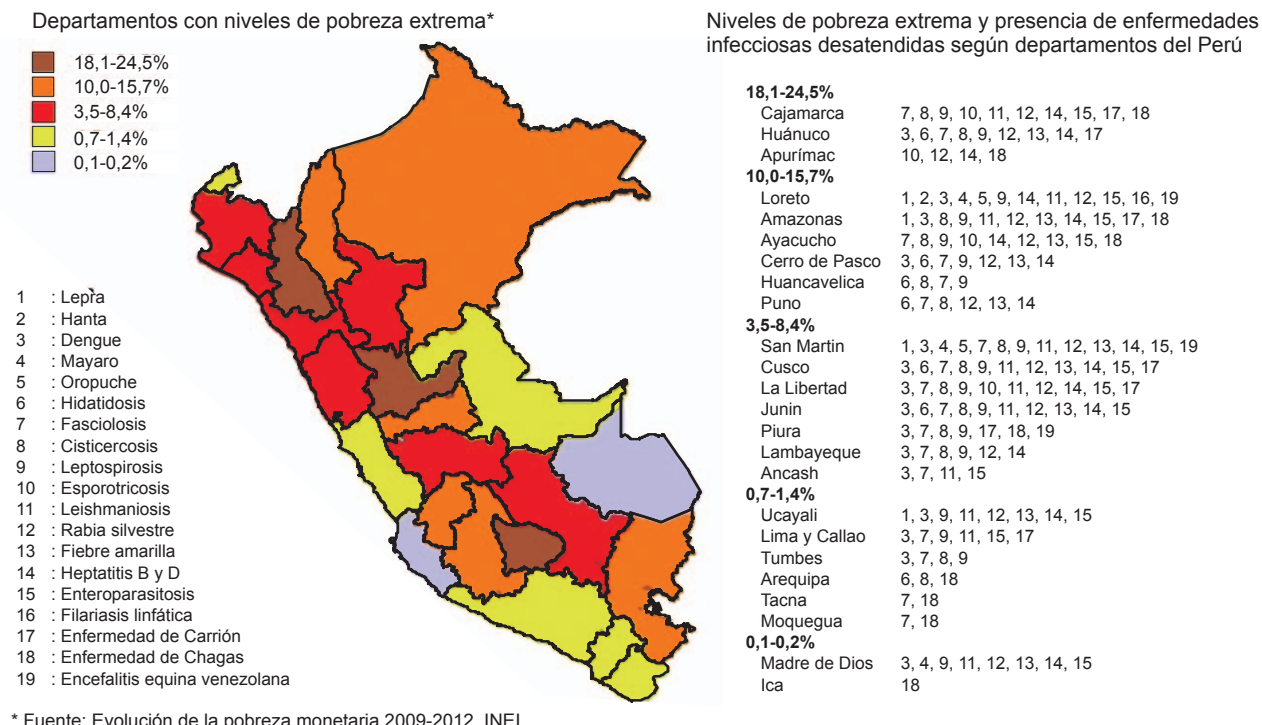 Departamentos con niveles de pobreza extrema*
18,1-24,5%
10,0-15,7%
3,5-8,4%
0,7-1,4%
0,1-0,2%
1 : Lepra
2 : Hanta
3 : Dengue
4 : Mayaro
5 : Oropuche
6 : Hidatidosis
7 : Fasciolosis
8 : Cisticercosis
9 : Leptospirosis
10 : Esporotricosis
11 : Leishmaniosis
12 : Rabia silvestre
13 : Fiebre amarilla
14 : Heptatitis B y D
15 : Enteroparasitosis
16 : Filariasis linfática
17 : Enfermedad de Carrión
18 : Enfermedad de Chagas
19 : Encefalitis equina venezolana
* Fuente: Evolución de la pobreza monetaria 2009-2012. INEI
Niveles de pobreza extrema y presencia de enfermedades
infecciosas desatendidas según departamentos del Perú
18,1-24,5%
Cajamarca 7, 8, 9, 10, 11, 12, 14, 15, 17, 18
Huánuco 3, 6, 7, 8, 9, 12, 13, 14, 17
Apurímac 10, 12, 14, 18
10,0-15,7%
Loreto 1, 2, 3, 4, 5, 9, 14, 11, 12, 15, 16, 19
Amazonas 1, 3, 8, 9, 11, 12, 13, 14, 15, 17, 18
Ayacucho 7, 8, 9, 10, 14, 12, 13, 15, 18
Cerro de Pasco 3, 6, 7, 9, 12, 13, 14
Huancavelica 6, 8, 7, 9
Puno 6, 7, 8, 12, 13, 14
3,5-8,4%
San Martin 1, 3, 4, 5, 7, 8, 9, 11, 12, 13, 14, 15, 19
Cusco 3, 6, 7, 8, 9, 11, 12, 13, 14, 15, 17
La Libertad 3, 7, 8, 9, 10, 11, 12, 14, 15, 17
Junin 3, 6, 7, 8, 9, 11, 12, 13, 14, 15
Piura 3, 7, 8, 9, 17, 18, 19
Lambayeque 3, 7, 8, 9, 12, 14
Ancash 3, 7, 11, 15
0,7-1,4%
Ucayali 1, 3, 9, 11, 12, 13, 14, 15
Lima y Callao 3, 7, 9, 11, 15, 17
Tumbes 3, 7, 8, 9
Arequipa 6, 8, 18
Tacna 7, 18
Moquegua 7, 18
0,1-0,2%
Madre de Dios 3, 4, 9, 11, 12, 13, 14, 15
Ica 18